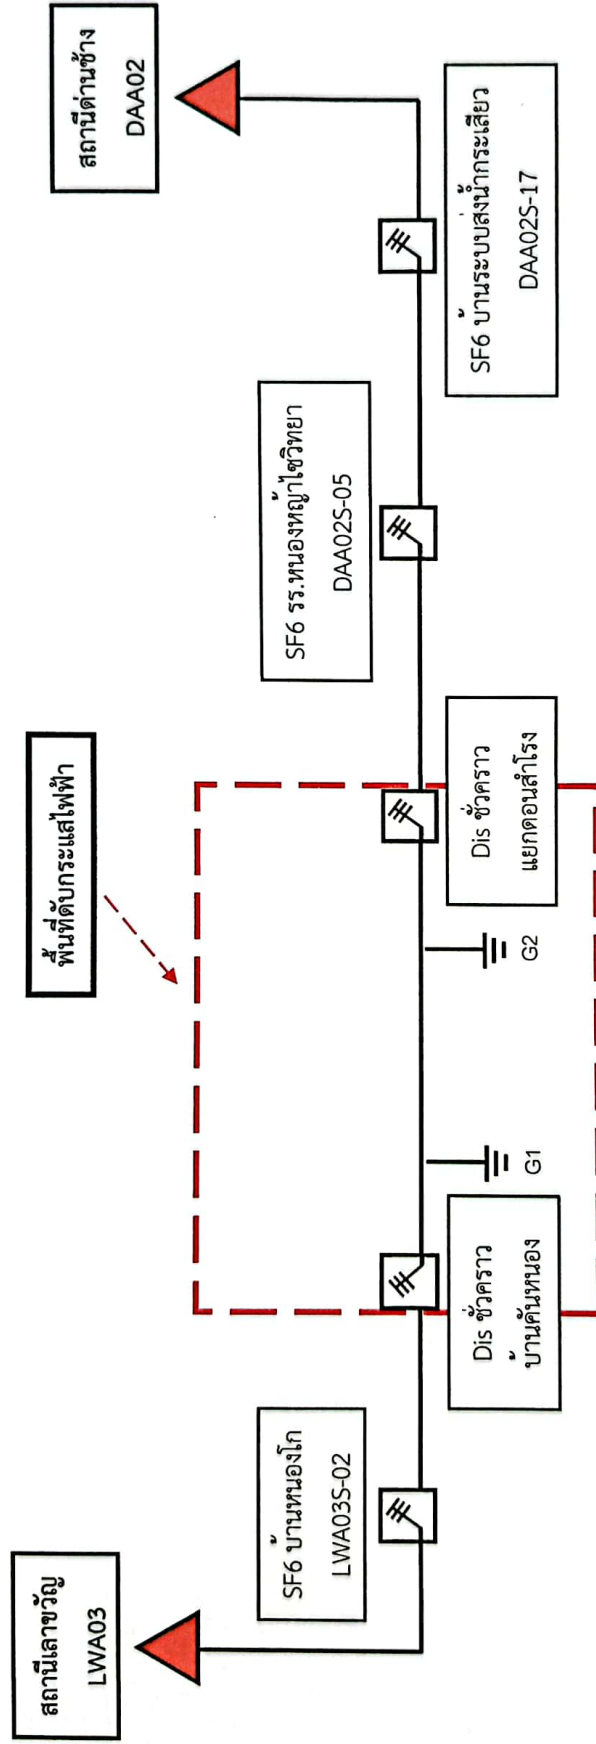 สถานีเลาขวัญ
LWA03
พื้นที่ดับกระแสไฟฟ้า
สถานีด่านช้าง
DAA02
SF6 บ้านหนองโก
LWA03S-02
SF6 รร.หนองหญ้าไซวิทยา
DAA02S-05
Dis ชั่วคราว
บ้านคันหนอง
G1
G2
Dis ชั่วคราว
แยกดอนสำโรง
SF6 บ้านระบบส่งน้ำกระเสียว
DAA02S-17